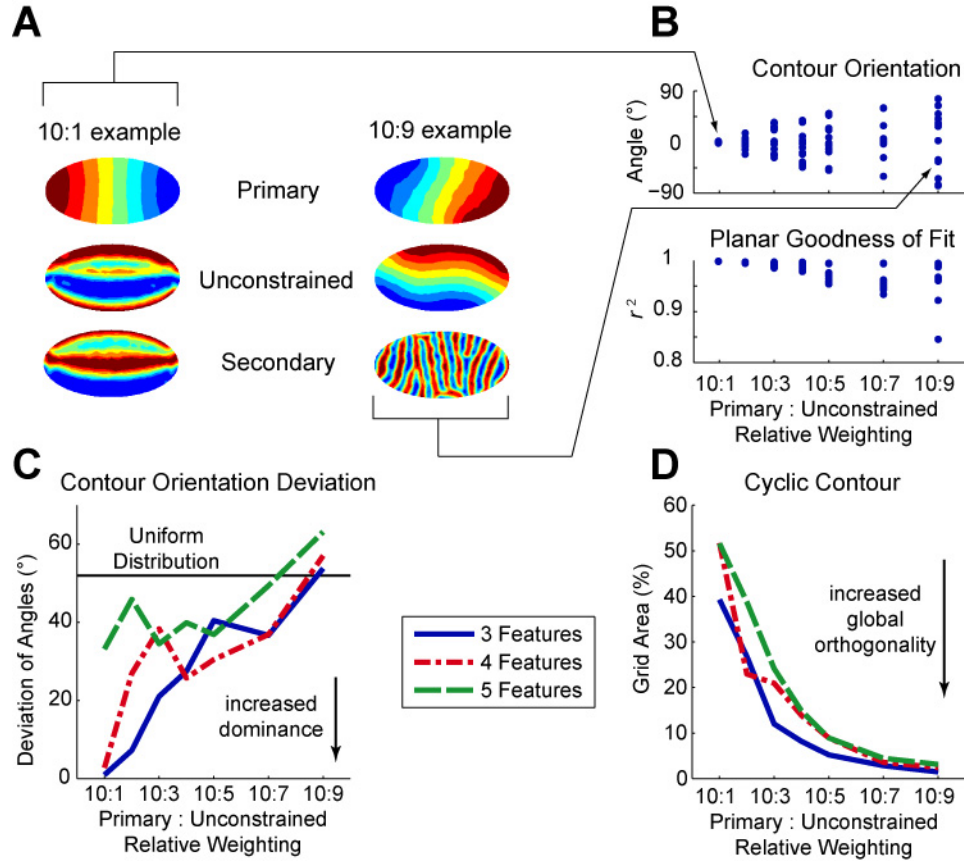 A
10:1 example
10:9 example
Primary
Unconstrained
Secondary
B
Contour Orientation
90
0
−90
Angle (°)
Planar Goodness of Fit
1
0.9
0.8
r²
10:1 10:3 10:5 10:7 10:9
Primary : Unconstrained
Relative Weighting
C
Contour Orientation Deviation
Uniform
Distribution
60
40
20
0
Deviation of Angles (°)
increased
dominance
10:1 10:3 10:5 10:7 10:9
Primary : Unconstrained
Relative Weighting
3 Features
4 Features
5 Features
D
Cyclic Contour
60
50
40
30
20
10
0
Grid Area (%)
increased
global
orthogonality
10:1 10:3 10:5 10:7 10:9
Primary : Unconstrained
Relative Weighting